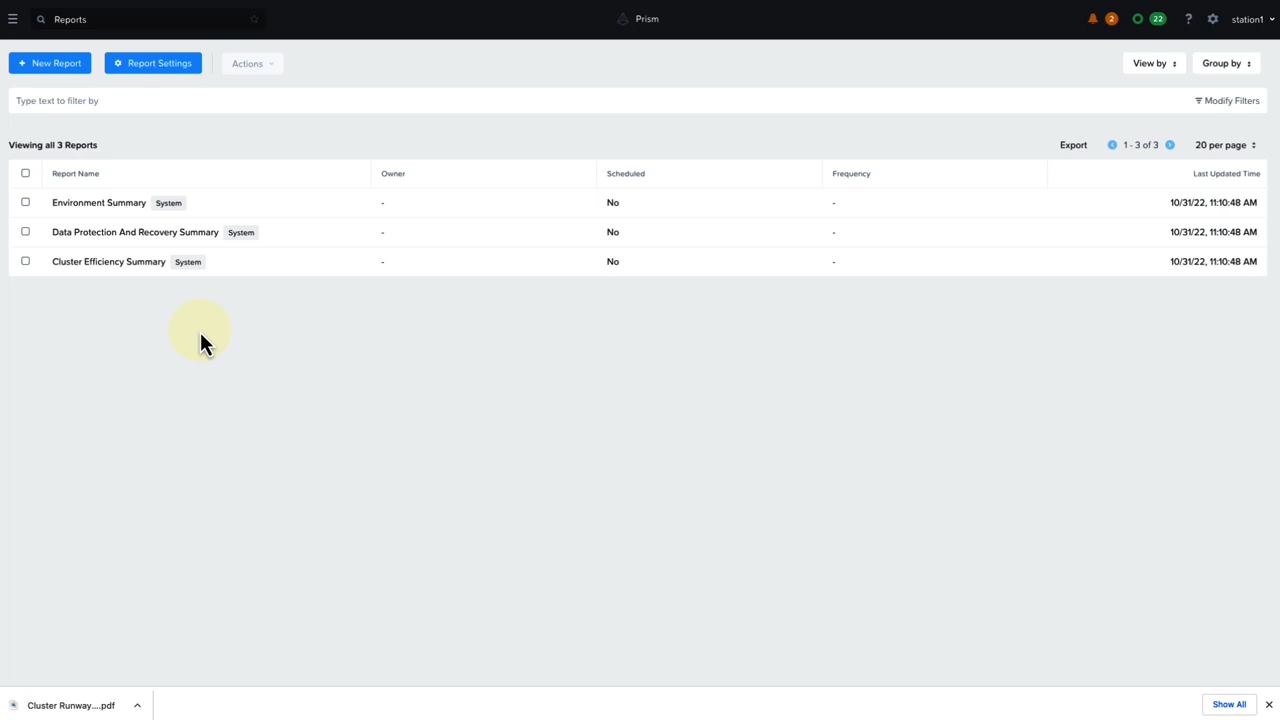 Reports
Prism
2
22
?
station1
+ New Report
Report Settings
Actions
View by
Group by
Type text to filter by
Modify Filters
Viewing all 3 Reports
Export
1 - 3 of 3
20 per page
Report Name
Owner
Scheduled
Frequency
Last Updated Time
Environment Summary System - No - 10/31/22, 11:10:48 AM
Data Protection And Recovery Summary System - No - 10/31/22, 11:10:48 AM
Cluster Efficiency Summary System - No - 10/31/22, 11:10:48 AM
Cluster Runway....pdf
Show All